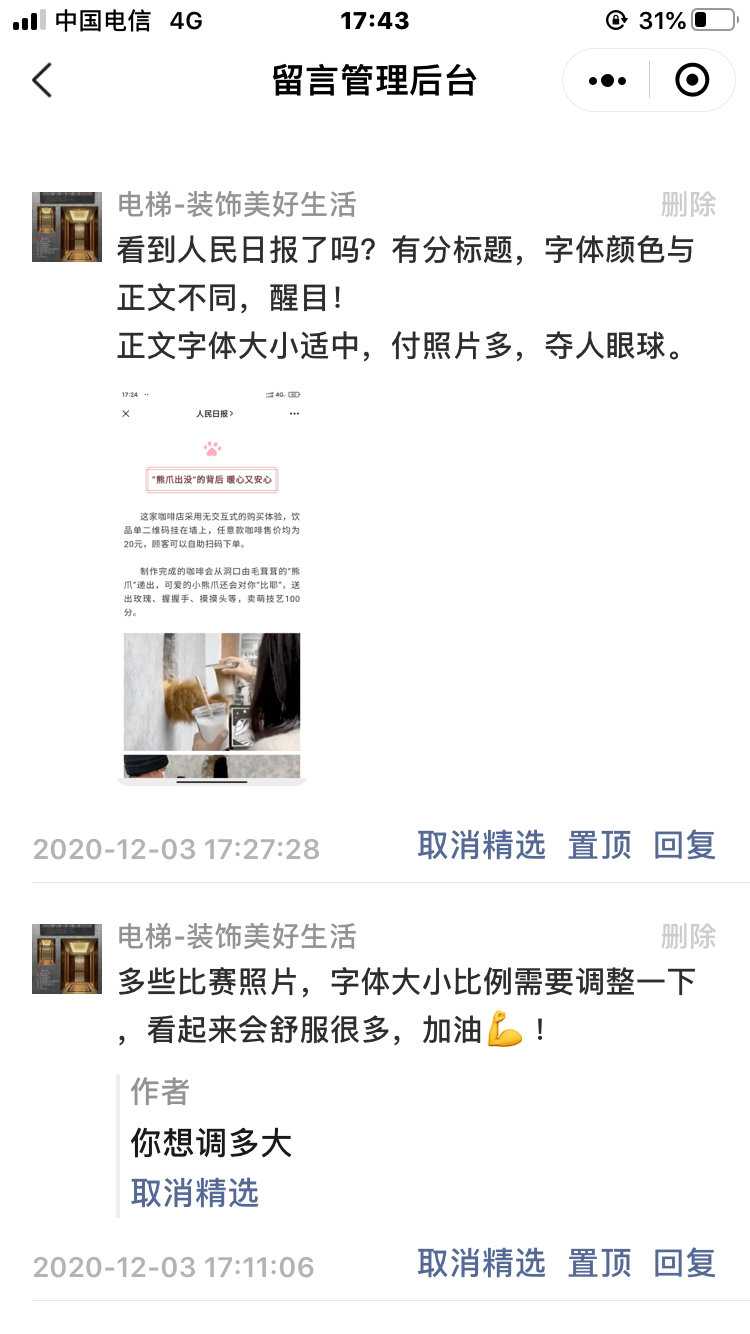 中国电信 4G 17:43 31%
留言管理后台
电梯-装饰美好生活 删除
看到人民日报了吗？有分标题，字体颜色与
正文不同，醒目！
正文字体大小适中，付照片多，夺人眼球。
17:24 4G
人民日报>
"熊爪出没"的背后 暖心又安心
这家咖啡店采用无交互式的购买体验，饮
品单二维码挂在墙上，任意款咖啡售价均为
20元，顾客可以自助扫码下单。
制作完成的咖啡会从洞口由毛茸茸的"熊
爪"递出，可爱的小熊爪还会对你"比耶"，送
出玫瑰、握握手、摸摸头等，卖萌技艺100
分。
2020-12-03 17:27:28 取消精选 置顶 回复
电梯-装饰美好生活 删除
多些比赛照片，字体大小比例需要调整一下
，看起来会舒服很多，加油💪！
作者
你想调多大
取消精选
2020-12-03 17:11:06 取消精选 置顶 回复